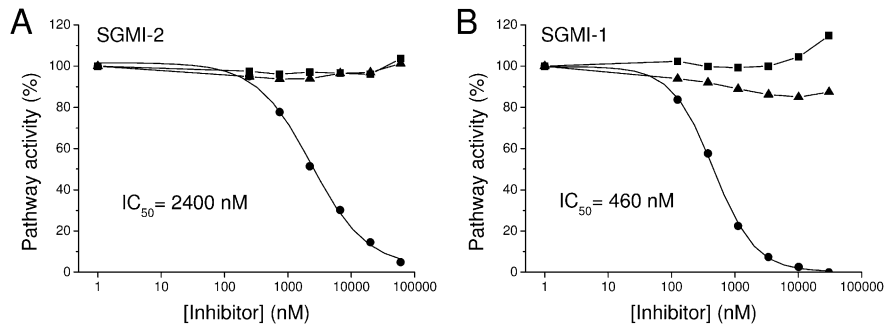 A
SGMI-2
120
100
80
60
40
20
0
Pathway activity (%)
IC50= 2400 nM
1
10
100
1000
10000
100000
[Inhibitor] (nM)
B
SGMI-1
120
100
80
60
40
20
0
Pathway activity (%)
IC50= 460 nM
1
10
100
1000
10000
100000
[Inhibitor] (nM)